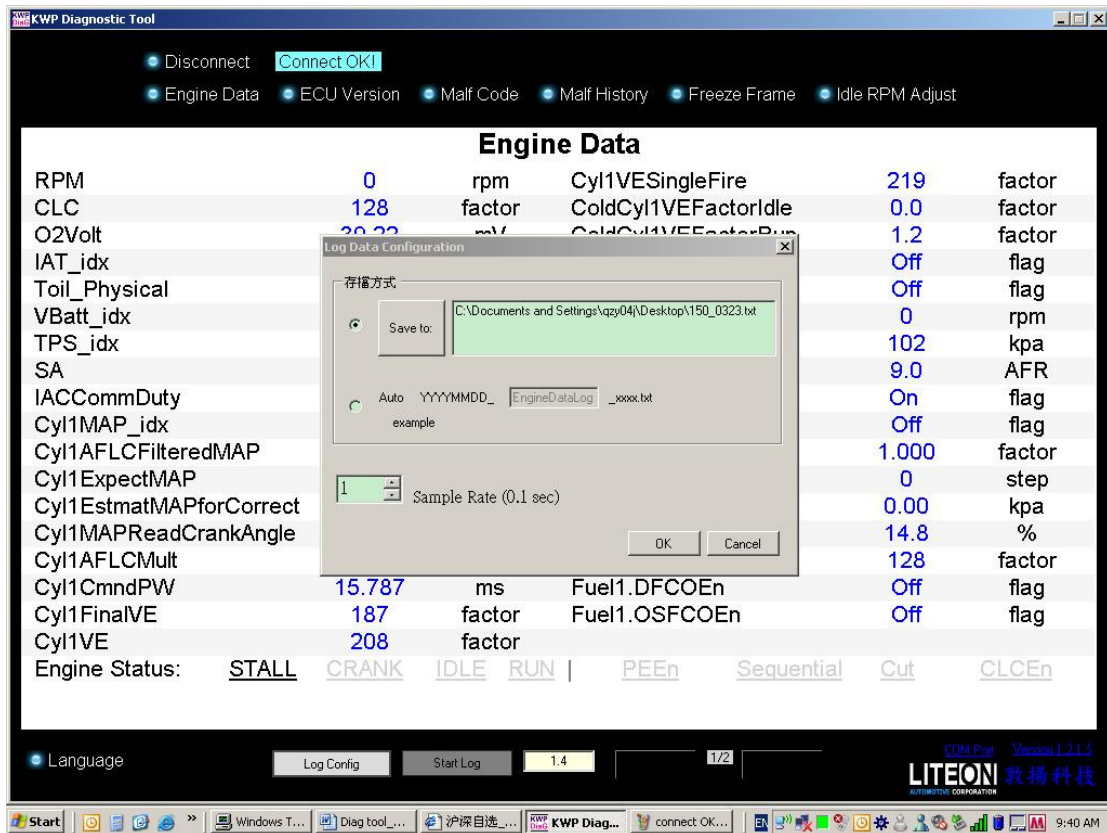 KWP Diagnostic Tool
Disconnect Connect OK!
Engine Data ECU Version Malf Code Malf History Freeze Frame Idle RPM Adjust
Engine Data
RPM 0 rpm Cyl1VESingleFire 219 factor
CLC 128 factor ColdCyl1VEFactorIdle 0.0 factor
O2Volt 39.22 mV ColdCyl1VEFactorRun 1.2 factor
IAT_idx Off flag
Toil_Physical Off flag
VBatt_idx 0 rpm
TPS_idx 102 kpa
SA 9.0 AFR
IACCommDuty On flag
Cyl1MAP_idx Off flag
Cyl1AFLCFilteredMAP 1.000 factor
Cyl1ExpectMAP 0 step
Cyl1EstmatMAPforCorrect 0.00 kpa
Cyl1MAPReadCrankAngle 14.8 %
Cyl1AFLCMult 128 factor
Cyl1CmndPW 15.787 ms Fuel1.DFCOEn Off flag
Cyl1FinalVE 187 factor Fuel1.OSFCOEn Off flag
Cyl1VE 208 factor
Engine Status: STALL CRANK IDLE RUN | PEEn Sequential Cut CLCEn
Log Data Configuration
存檔方式
Save to: C:\Documents and Settings\qzy04j\Desktop\150_0323.txt
Auto YYYYMMDD_ EngineDataLog _xxxx.txt
example
1 Sample Rate (0.1 sec)
OK Cancel
Language Log Config Start Log 1.4 1/2
COM Port Version1.2.1.5
LITEON 敦揚科技
AUTOMOTIVE CORPORATION
Start Windows T... Diag tool_... 沪深自选_... KWP Diag... connect OK... EN 9:40 AM